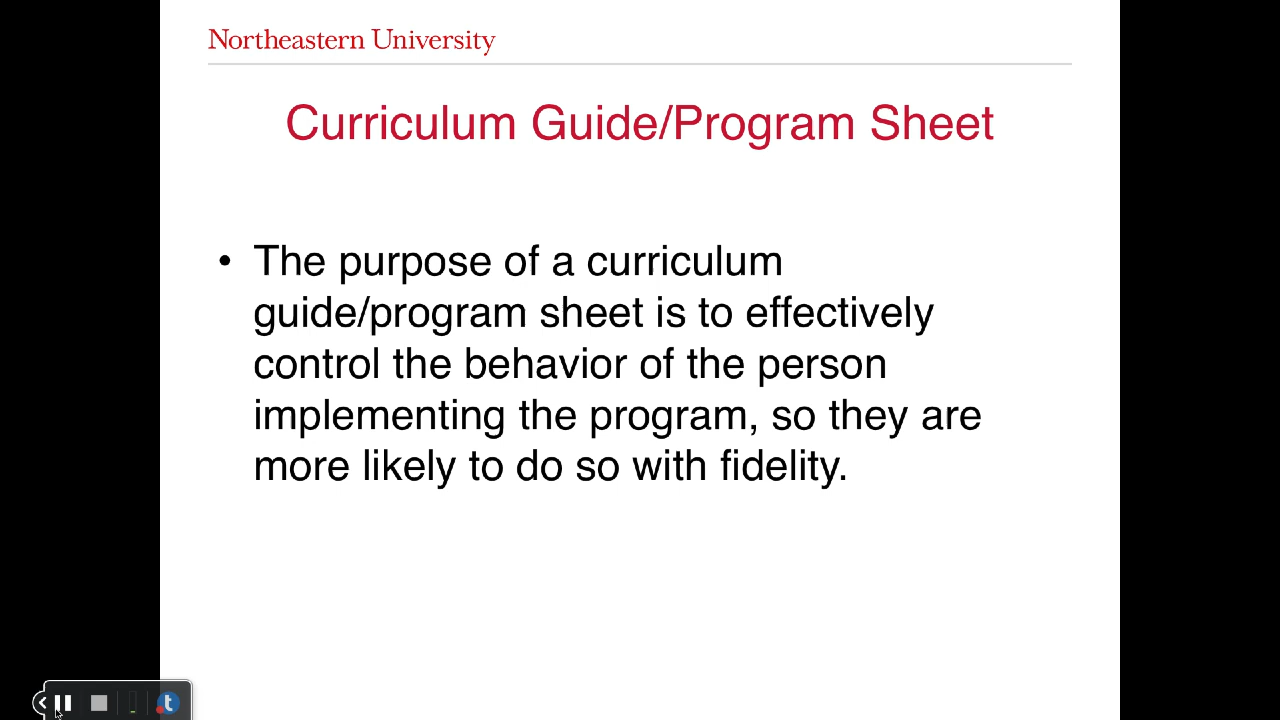 Northeastern University
Curriculum Guide/Program Sheet
• The purpose of a curriculum
guide/program sheet is to effectively
control the behavior of the person
implementing the program, so they are
more likely to do so with fidelity.
t